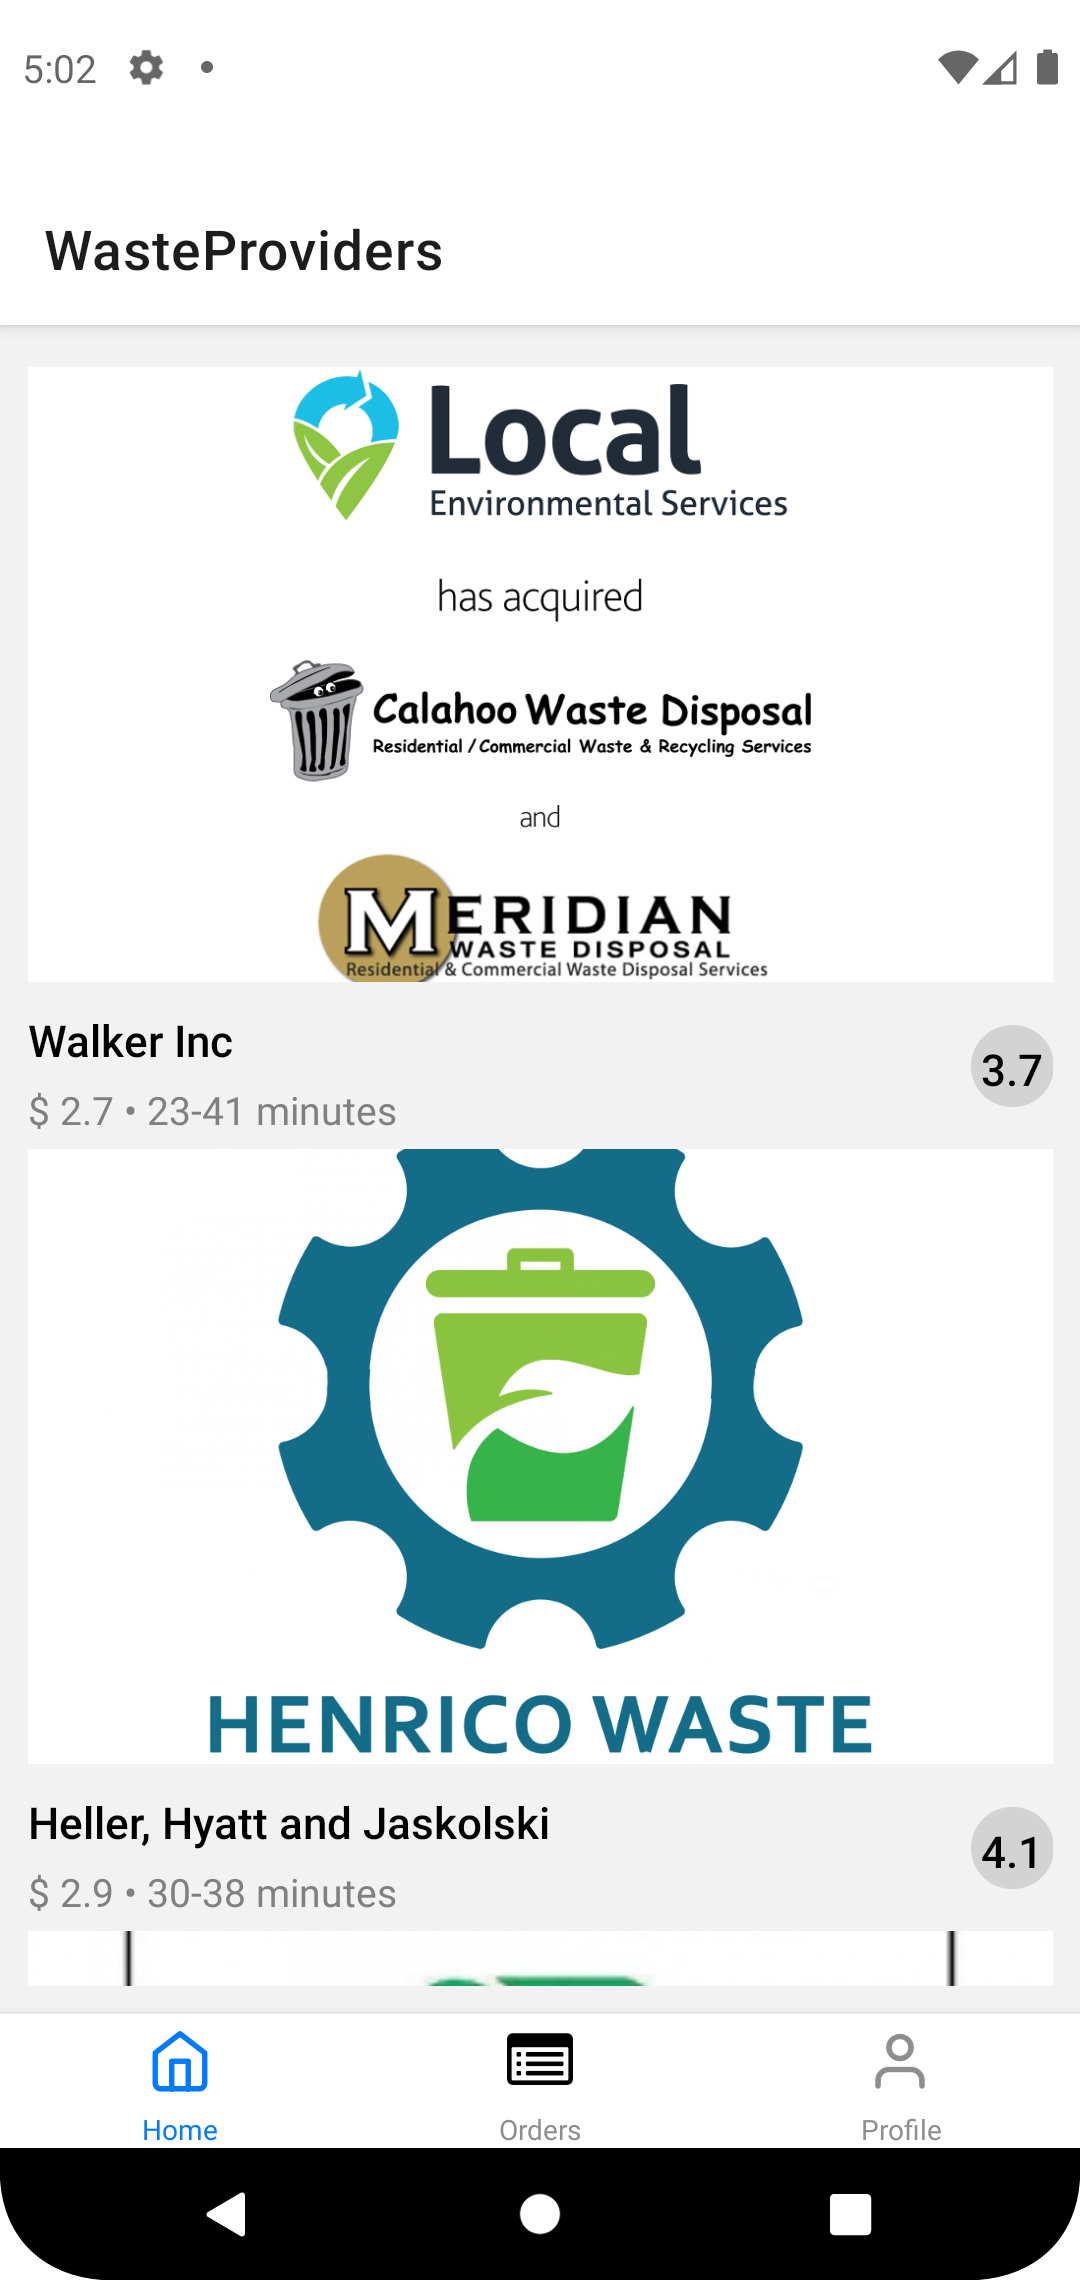 5:02
WasteProviders
Local
Environmental Services
has acquired
Calahoo Waste Disposal
Residential / Commercial Waste & Recycling Services
and
MERIDIAN
WASTE DISPOSAL
Residential & Commercial Waste Disposal Services
Walker Inc
3.7
$ 2.7 • 23-41 minutes
HENRICO WASTE
Heller, Hyatt and Jaskolski
4.1
$ 2.9 • 30-38 minutes
Home
Orders
Profile